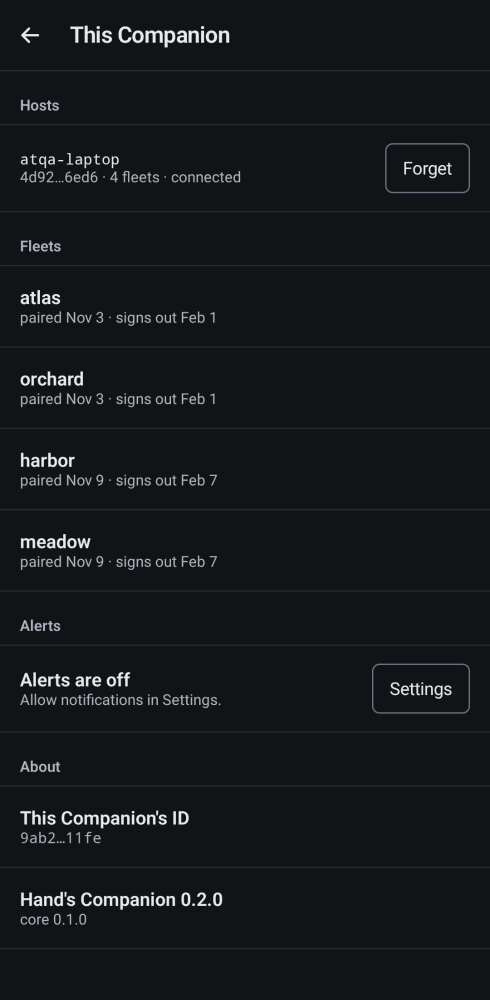 This Companion
Hosts
atqa-laptop
4d92…6ed6 · 4 fleets · connected
Forget
Fleets
atlas
paired Nov 3 · signs out Feb 1
orchard
paired Nov 3 · signs out Feb 1
harbor
paired Nov 9 · signs out Feb 7
meadow
paired Nov 9 · signs out Feb 7
Alerts
Alerts are off
Allow notifications in Settings.
Settings
About
This Companion's ID
9ab2…11fe
Hand's Companion 0.2.0
core 0.1.0